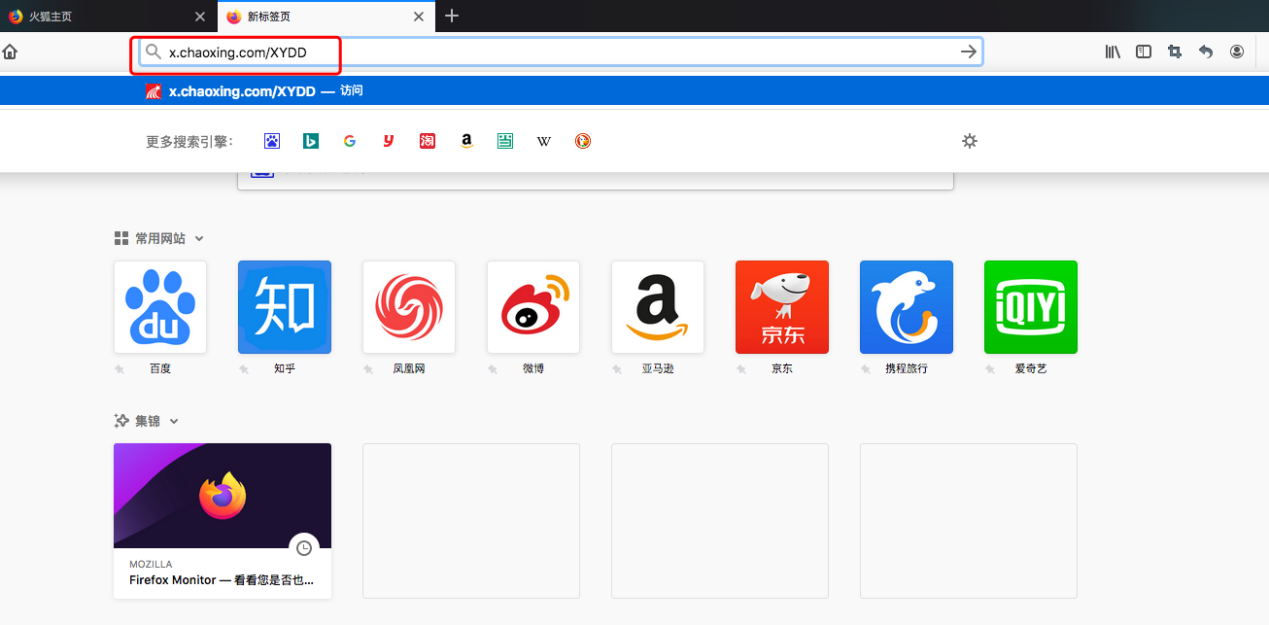 火狐主页
新标签页
x.chaoxing.com/XYDD
x.chaoxing.com/XYDD — 访问
更多搜索引擎：
y 淘 a 当 W
常用网站
du 知 a 京东 iQIYI
百度 知乎 凤凰网 微博 亚马逊 京东 携程旅行 爱奇艺
集锦
MOZILLA
Firefox Monitor — 看看您是否也...